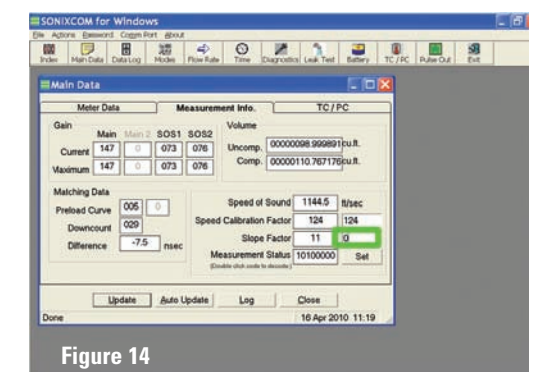 SONIXCOM for Windows
File Actions Password Comm Port About
Index Main Data Data Log Modes Flow Rate Time Diagnostics Leak Test Battery TC / PC Pulse Out Exit
Main Data
Meter Data Measurement Info. TC / PC
Gain Volume
Main Main 2 SOS1 SOS2
Current 147 0 073 076 Uncomp. 00000098.999891 cu.ft.
Maximum 147 0 073 076 Comp. 00000110.767176 cu.ft.
Matching Data
Preload Curve 005 0 Speed of Sound 1144.5 ft/sec
Downcount 029 Speed Calibration Factor 124 124
Difference -7.5 nsec Slope Factor 11 0
Measurement Status 10100000 Set
(Double click code to decode)
Update Auto Update Log Close
Done 16 Apr 2010 11:19
Figure 14